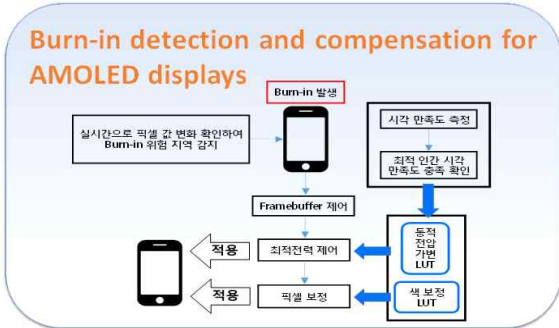 Burn-in detection and compensation for
AMOLED displays
Burn-in 발생
실시간으로 픽셀 값 변화 확인하여
Burn-in 위험 지역 감지
시각 만족도 측정
최적 인간 시각
만족도 충족 확인
Framebuffer 제어
적용
최적전력 제어
동적
전압
가변
LUT
적용
픽셀 보정
색 보정
LUT